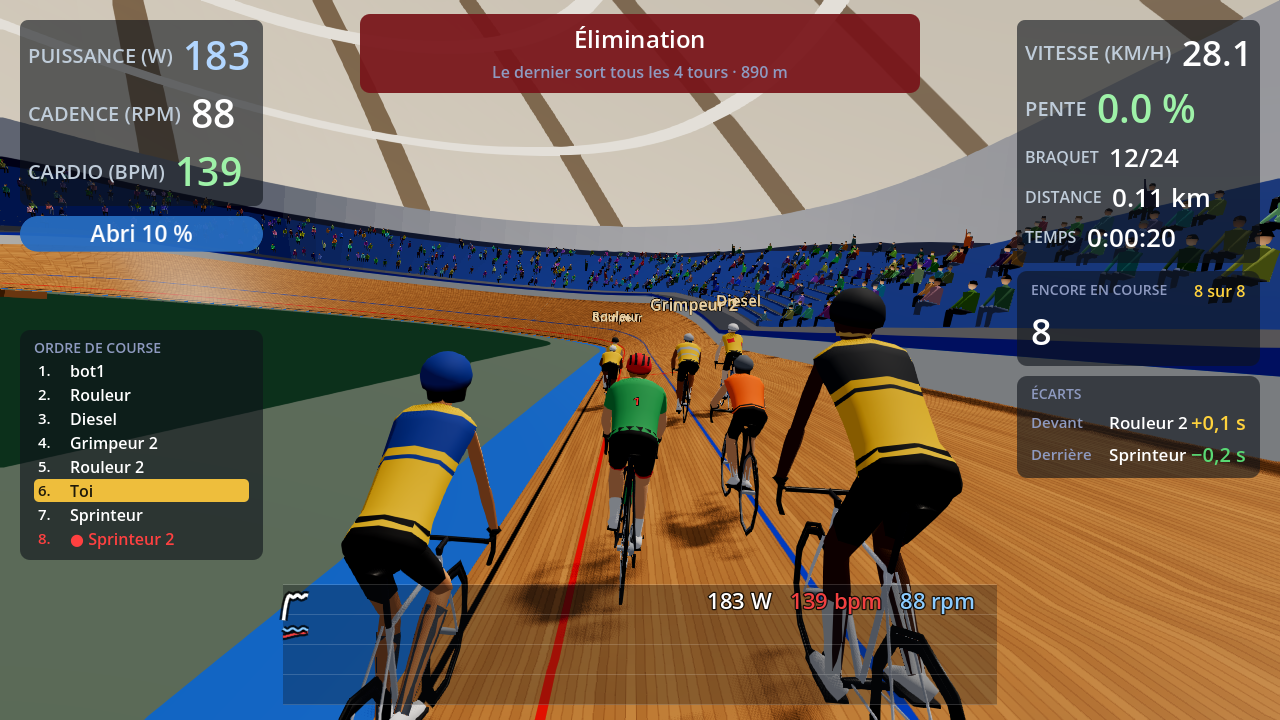 PUISSANCE (W) 183
CADENCE (RPM) 88
CARDIO (BPM) 139
Abri 10 %
Élimination
Le dernier sort tous les 4 tours · 890 m
VITESSE (KM/H) 28.1
PENTE 0.0 %
BRAQUET 12/24
DISTANCE 0.11 km
TEMPS 0:00:20
ENCORE EN COURSE 8 sur 8
8
ÉCARTS
Devant Rouleur 2 +0,1 s
Derrière Sprinteur −0,2 s
ORDRE DE COURSE
1. bot1
2. Rouleur
3. Diesel
4. Grimpeur 2
5. Rouleur 2
6. Toi
7. Sprinteur
8. Sprinteur 2
Grimpeur 2
Diesel
1
183 W 139 bpm 88 rpm